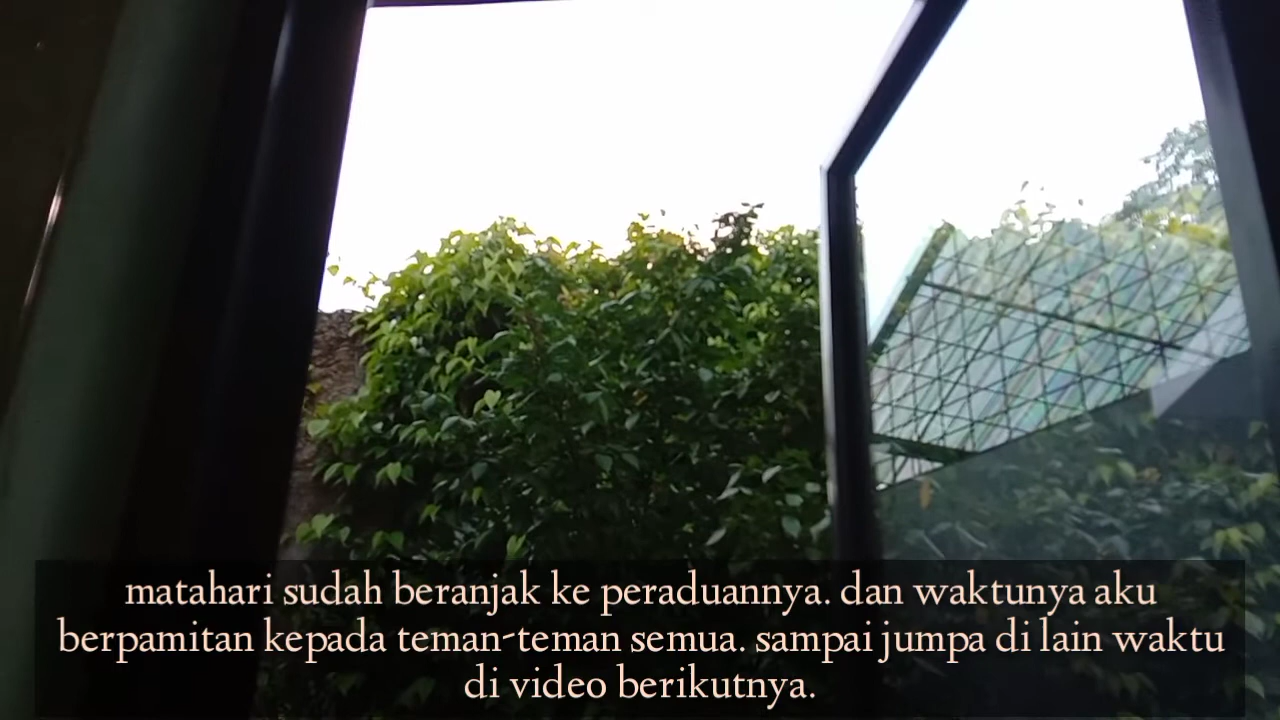 matahari sudah beranjak ke peraduannya. dan waktunya aku
berpamitan kepada teman-teman semua. sampai jumpa di lain waktu
di video berikutnya.